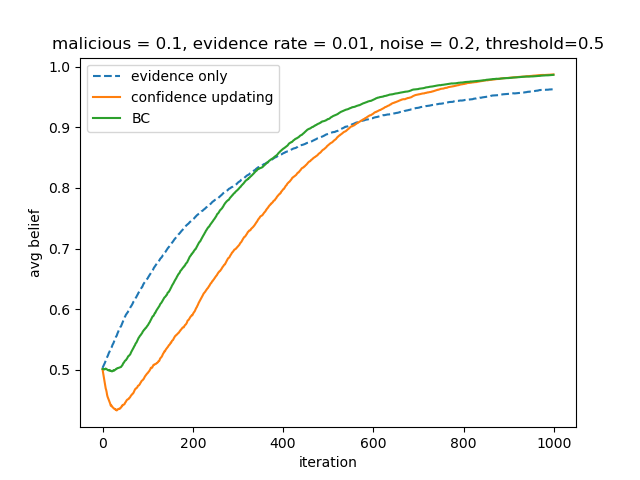 malicious = 0.1, evidence rate = 0.01, noise = 0.2, threshold=0.5
evidence only
confidence updating
BC
avg belief
1.0
0.9
0.8
0.7
0.6
0.5
0 200 400 600 800 1000
iteration